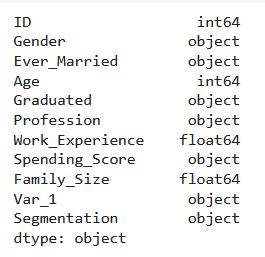 ID int64
Gender object
Ever_Married object
Age int64
Graduated object
Profession object
Work_Experience float64
Spending_Score object
Family_Size float64
Var_1 object
Segmentation object
dtype: object